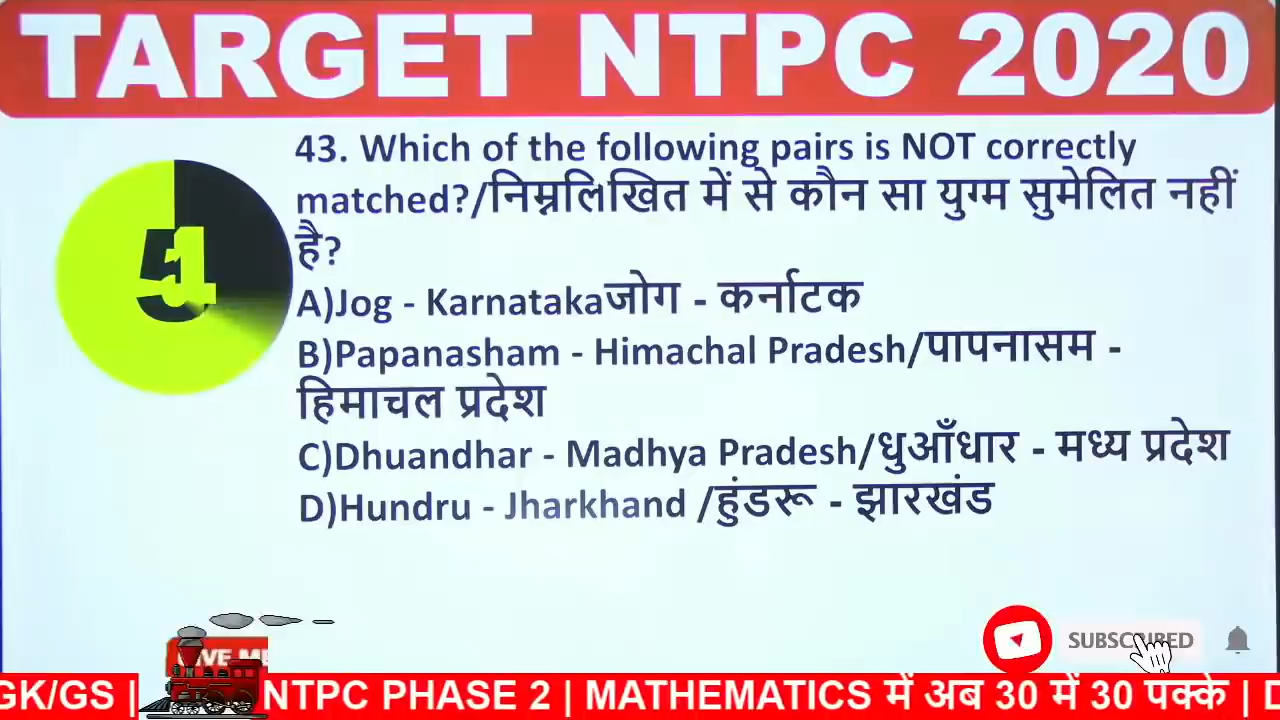 TARGET NTPC 2020
43. Which of the following pairs is NOT correctly
matched?/निम्नलिखित में से कौन सा युग्म सुमेलित नहीं
है?
A)Jog - Karnatakaजोग - कर्नाटक
B)Papanasham - Himachal Pradesh/पापनासम -
हिमाचल प्रदेश
C)Dhuandhar - Madhya Pradesh/धुआँधार - मध्य प्रदेश
D)Hundru - Jharkhand /हुंडरू - झारखंड
SUBSCRIBED
GK/GS | NTPC PHASE 2 | MATHEMATICS में अब 30 में 30 पक्के | D